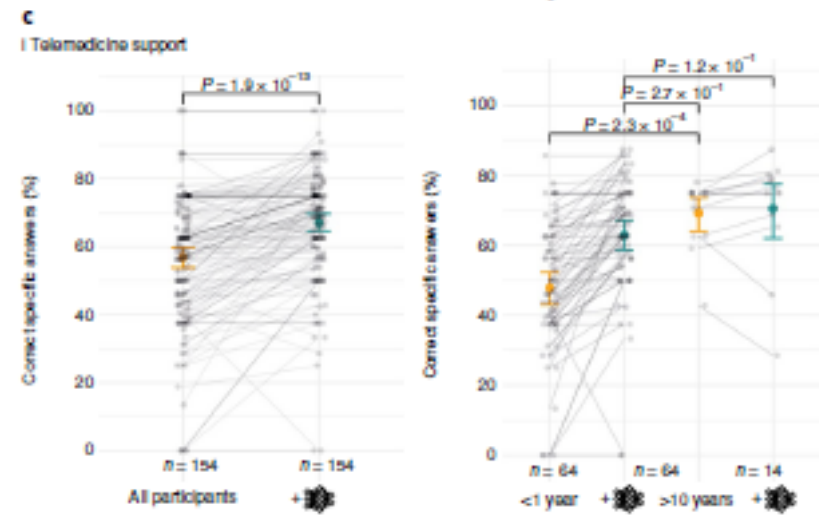 c
i Telemedicine support
P = 1.9 × 10⁻¹³
100
80
60
40
20
0
Correct specific answers (%)
n = 154
n = 154
All participants
+
P = 1.2 × 10⁻¹
P = 2.7 × 10⁻¹
P = 2.3 × 10⁻⁴
100
80
60
40
20
0
Correct specific answers (%)
n = 64
n = 64
n = 14
<1 year
+
>10 years
+